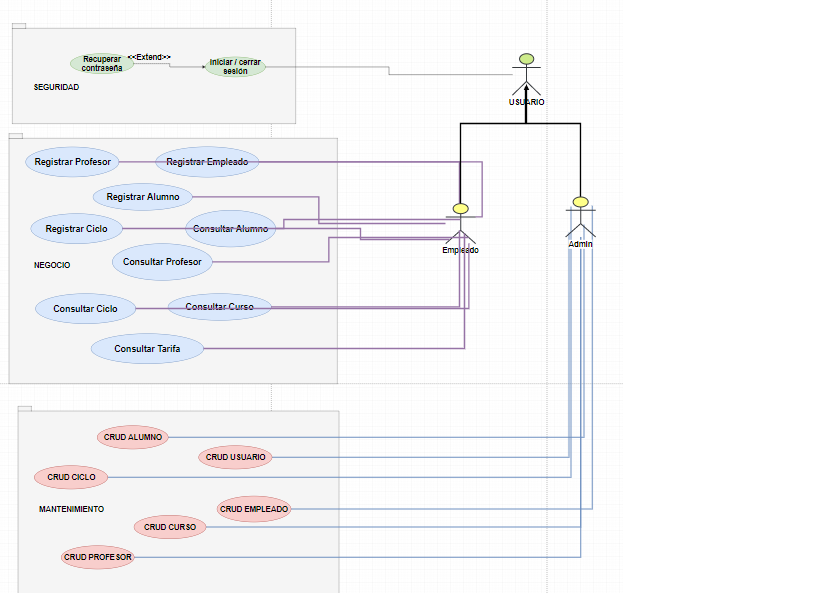 <<Extend>>
Recuperar
contraseña
Iniciar / cerrar
sesión
SEGURIDAD
USUARIO
Registrar Profesor
Registrar Empleado
Registrar Alumno
Registrar Ciclo
Consultar Alumno
Consultar Profesor
NEGOCIO
Empleado
Admin
Consultar Ciclo
Consultar Curso
Consultar Tarifa
CRUD ALUMNO
CRUD USUARIO
CRUD CICLO
MANTENIMIENTO
CRUD EMPLEADO
CRUD CURSO
CRUD PROFESOR